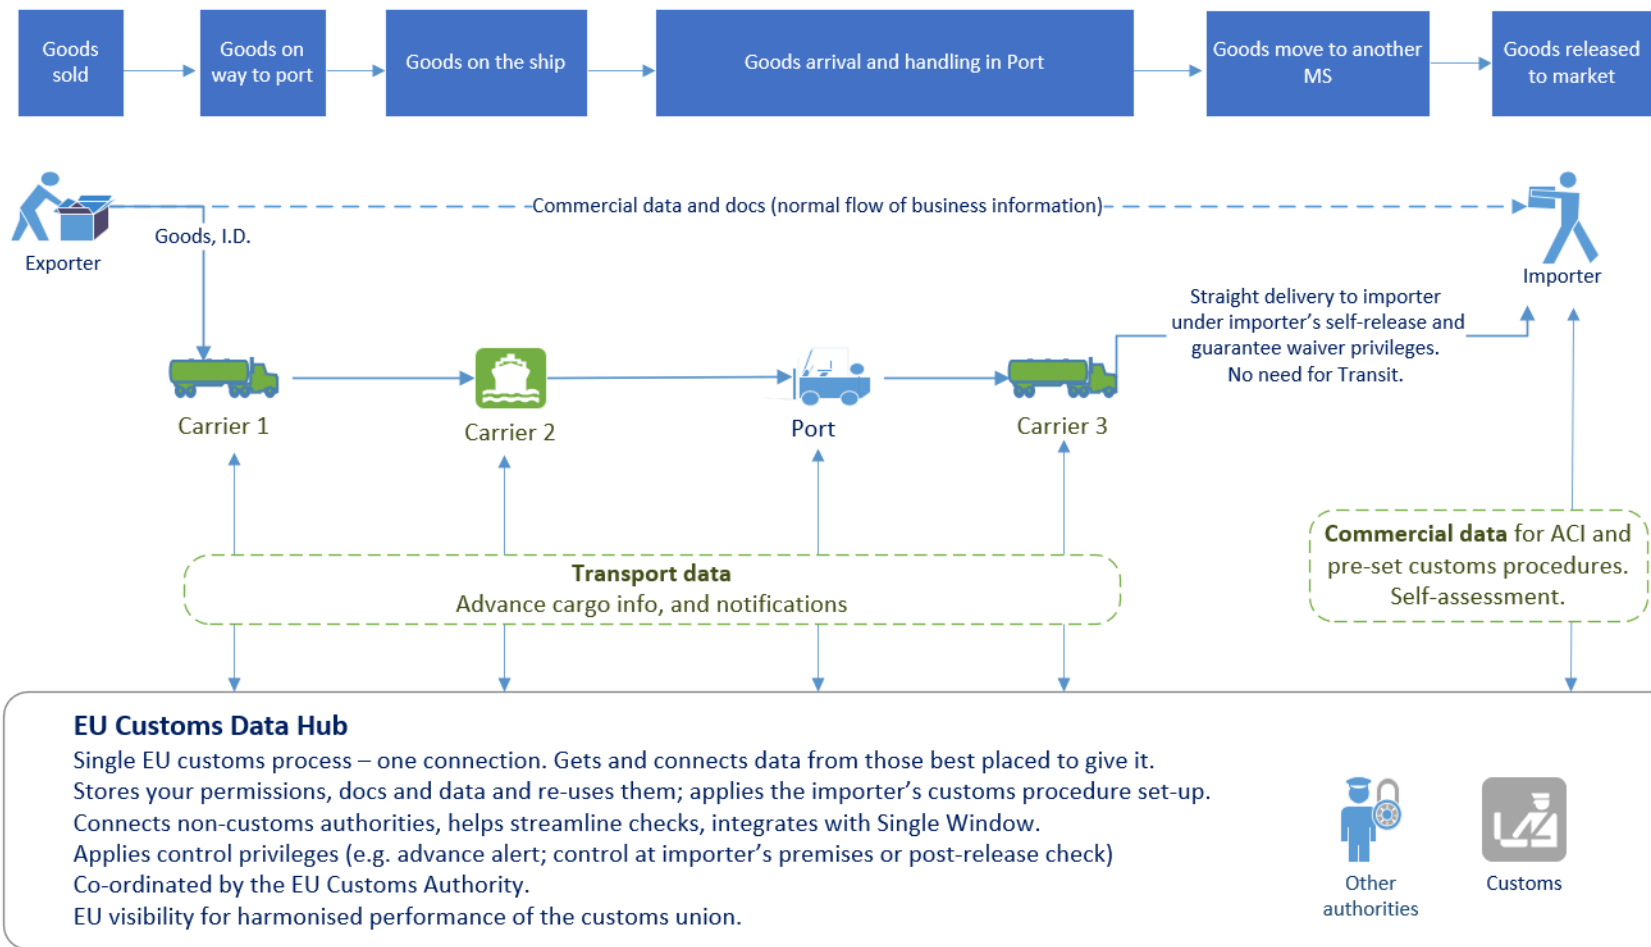 Goods
sold
Goods on
way to port
Goods on the ship
Goods arrival and handling in Port
Goods move to another
MS
Goods released
to market
Commercial data and docs (normal flow of business information)
Goods, I.D.
Exporter
Importer
Straight delivery to importer
under importer's self-release and
guarantee waiver privileges.
No need for Transit.
Carrier 1
Carrier 2
Port
Carrier 3
Commercial data for ACI and
pre-set customs procedures.
Self-assessment.
Transport data
Advance cargo info, and notifications
EU Customs Data Hub
Single EU customs process – one connection. Gets and connects data from those best placed to give it.
Stores your permissions, docs and data and re-uses them; applies the importer's customs procedure set-up.
Connects non-customs authorities, helps streamline checks, integrates with Single Window.
Applies control privileges (e.g. advance alert; control at importer's premises or post-release check)
Co-ordinated by the EU Customs Authority.
EU visibility for harmonised performance of the customs union.
Other
authorities
Customs